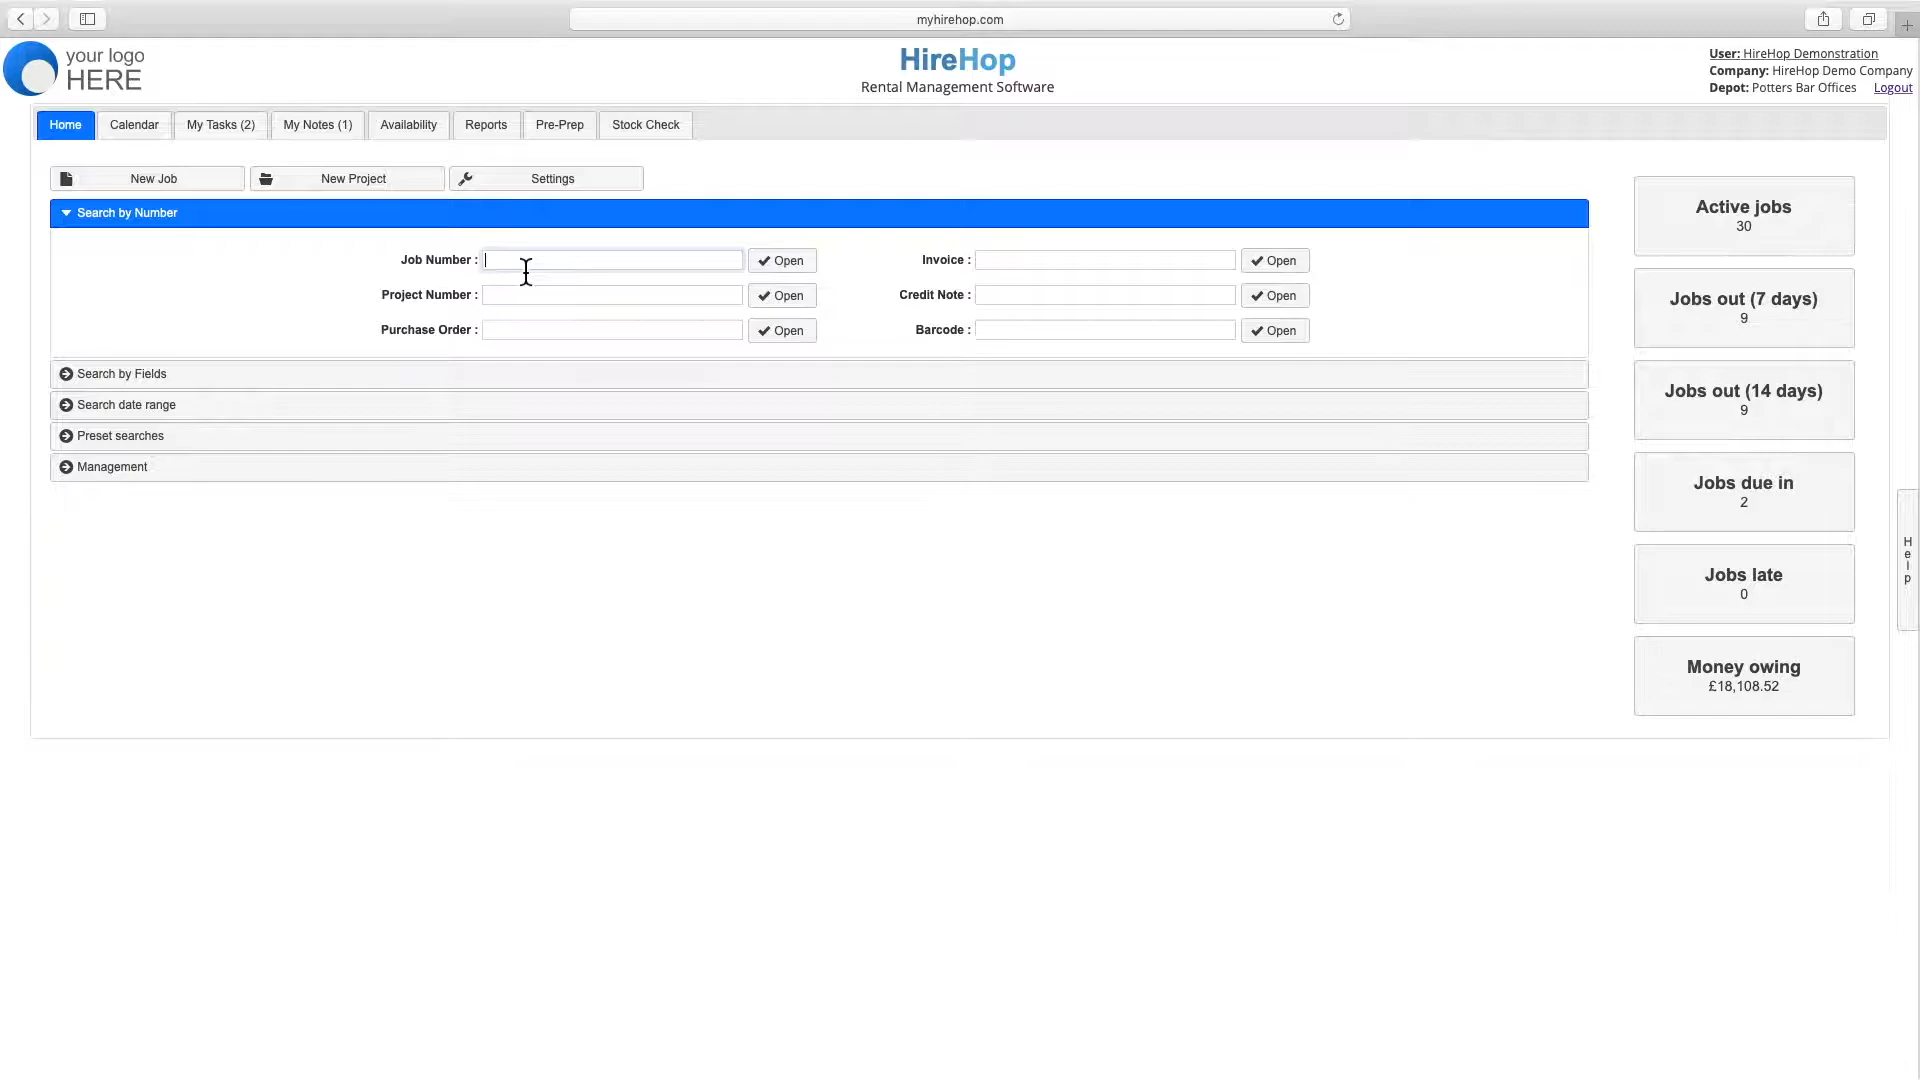 myhirehop.com
your logo
HERE
HireHop
Rental Management Software
User: HireHop Demonstration
Company: HireHop Demo Company
Depot: Potters Bar Offices Logout
Home Calendar My Tasks (2) My Notes (1) Availability Reports Pre-Prep Stock Check
New Job New Project Settings
Search by Number
Job Number : Open Invoice : Open
Project Number : Open Credit Note : Open
Purchase Order : Open Barcode : Open
Search by Fields
Search date range
Preset searches
Management
Active jobs
30
Jobs out (7 days)
9
Jobs out (14 days)
9
Jobs due in
2
Jobs late
0
Money owing
£18,108.52
Help